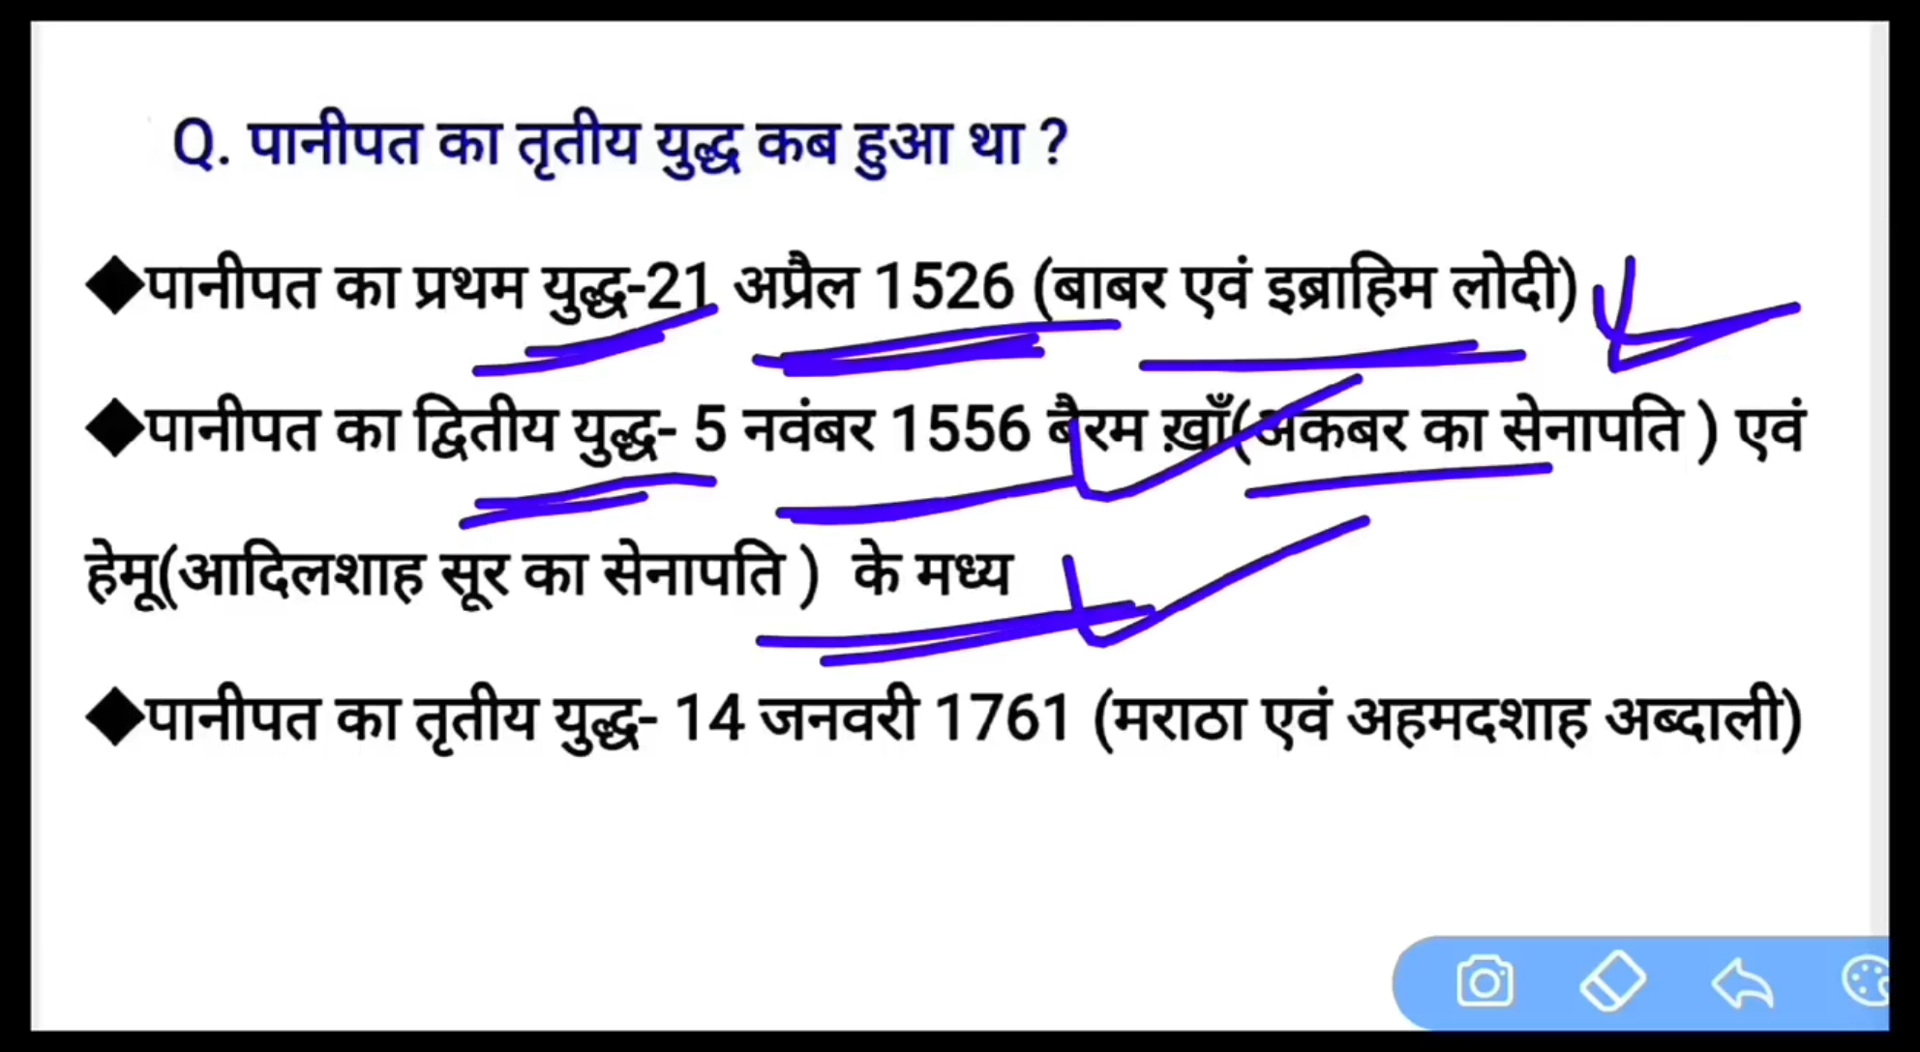 Q. पानीपत का तृतीय युद्ध कब हुआ था ?
◆पानीपत का प्रथम युद्ध-21 अप्रैल 1526 (बाबर एवं इब्राहिम लोदी)
◆पानीपत का द्वितीय युद्ध- 5 नवंबर 1556 बैरम ख़ाँ(अकबर का सेनापति ) एवं
हेमू(आदिलशाह सूर का सेनापति ) के मध्य
◆पानीपत का तृतीय युद्ध- 14 जनवरी 1761 (मराठा एवं अहमदशाह अब्दाली)